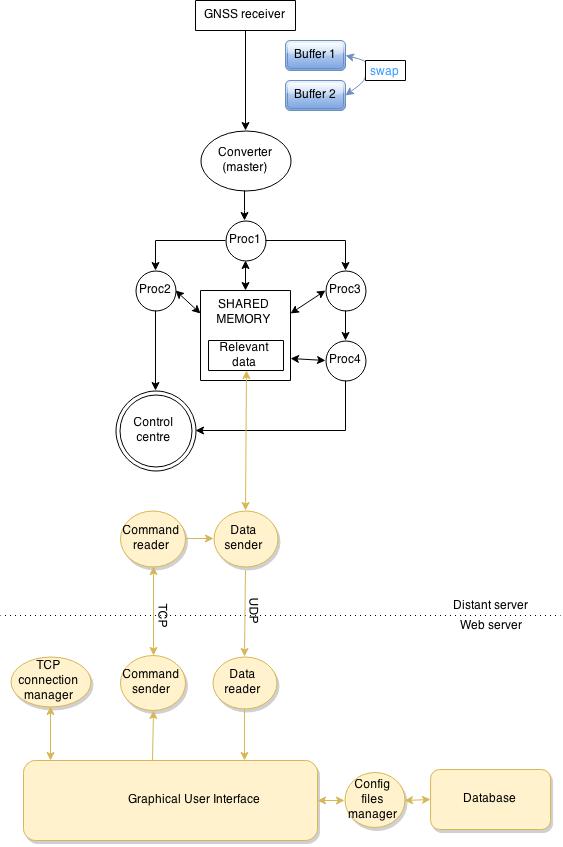 GNSS receiver
Buffer 1
swap
Buffer 2
Converter
(master)
Proc1
Proc2
Proc3
SHARED
MEMORY
Relevant
data
Proc4
Control
centre
Command
reader
Data
sender
TCP
UDP
Distant server
Web server
TCP
connection
manager
Command
sender
Data
reader
Graphical User Interface
Config
files
manager
Database